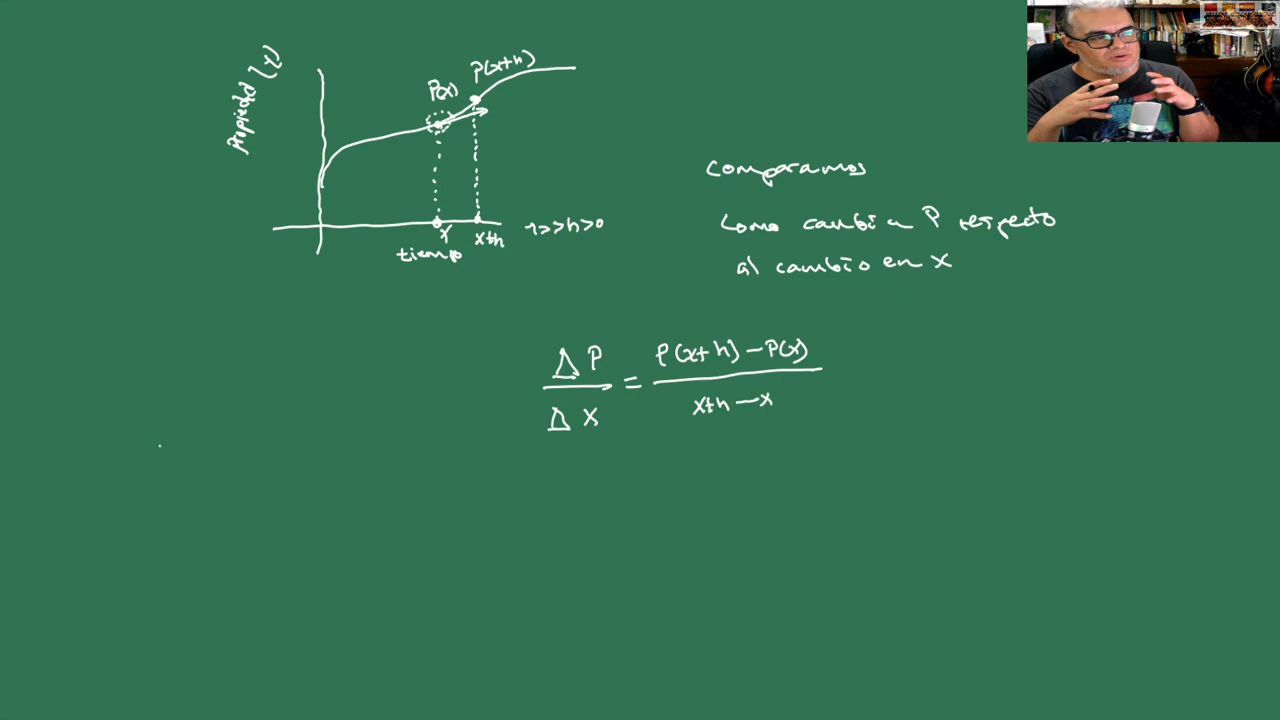 Propiedad (y)
P(x)
P(x+h)
x
x+h
1>>h>0
tiempo
Comparamos
Como cambia P respecto
al cambio en x
ΔP/Δx = P(x+h)-P(x)/x+h-x